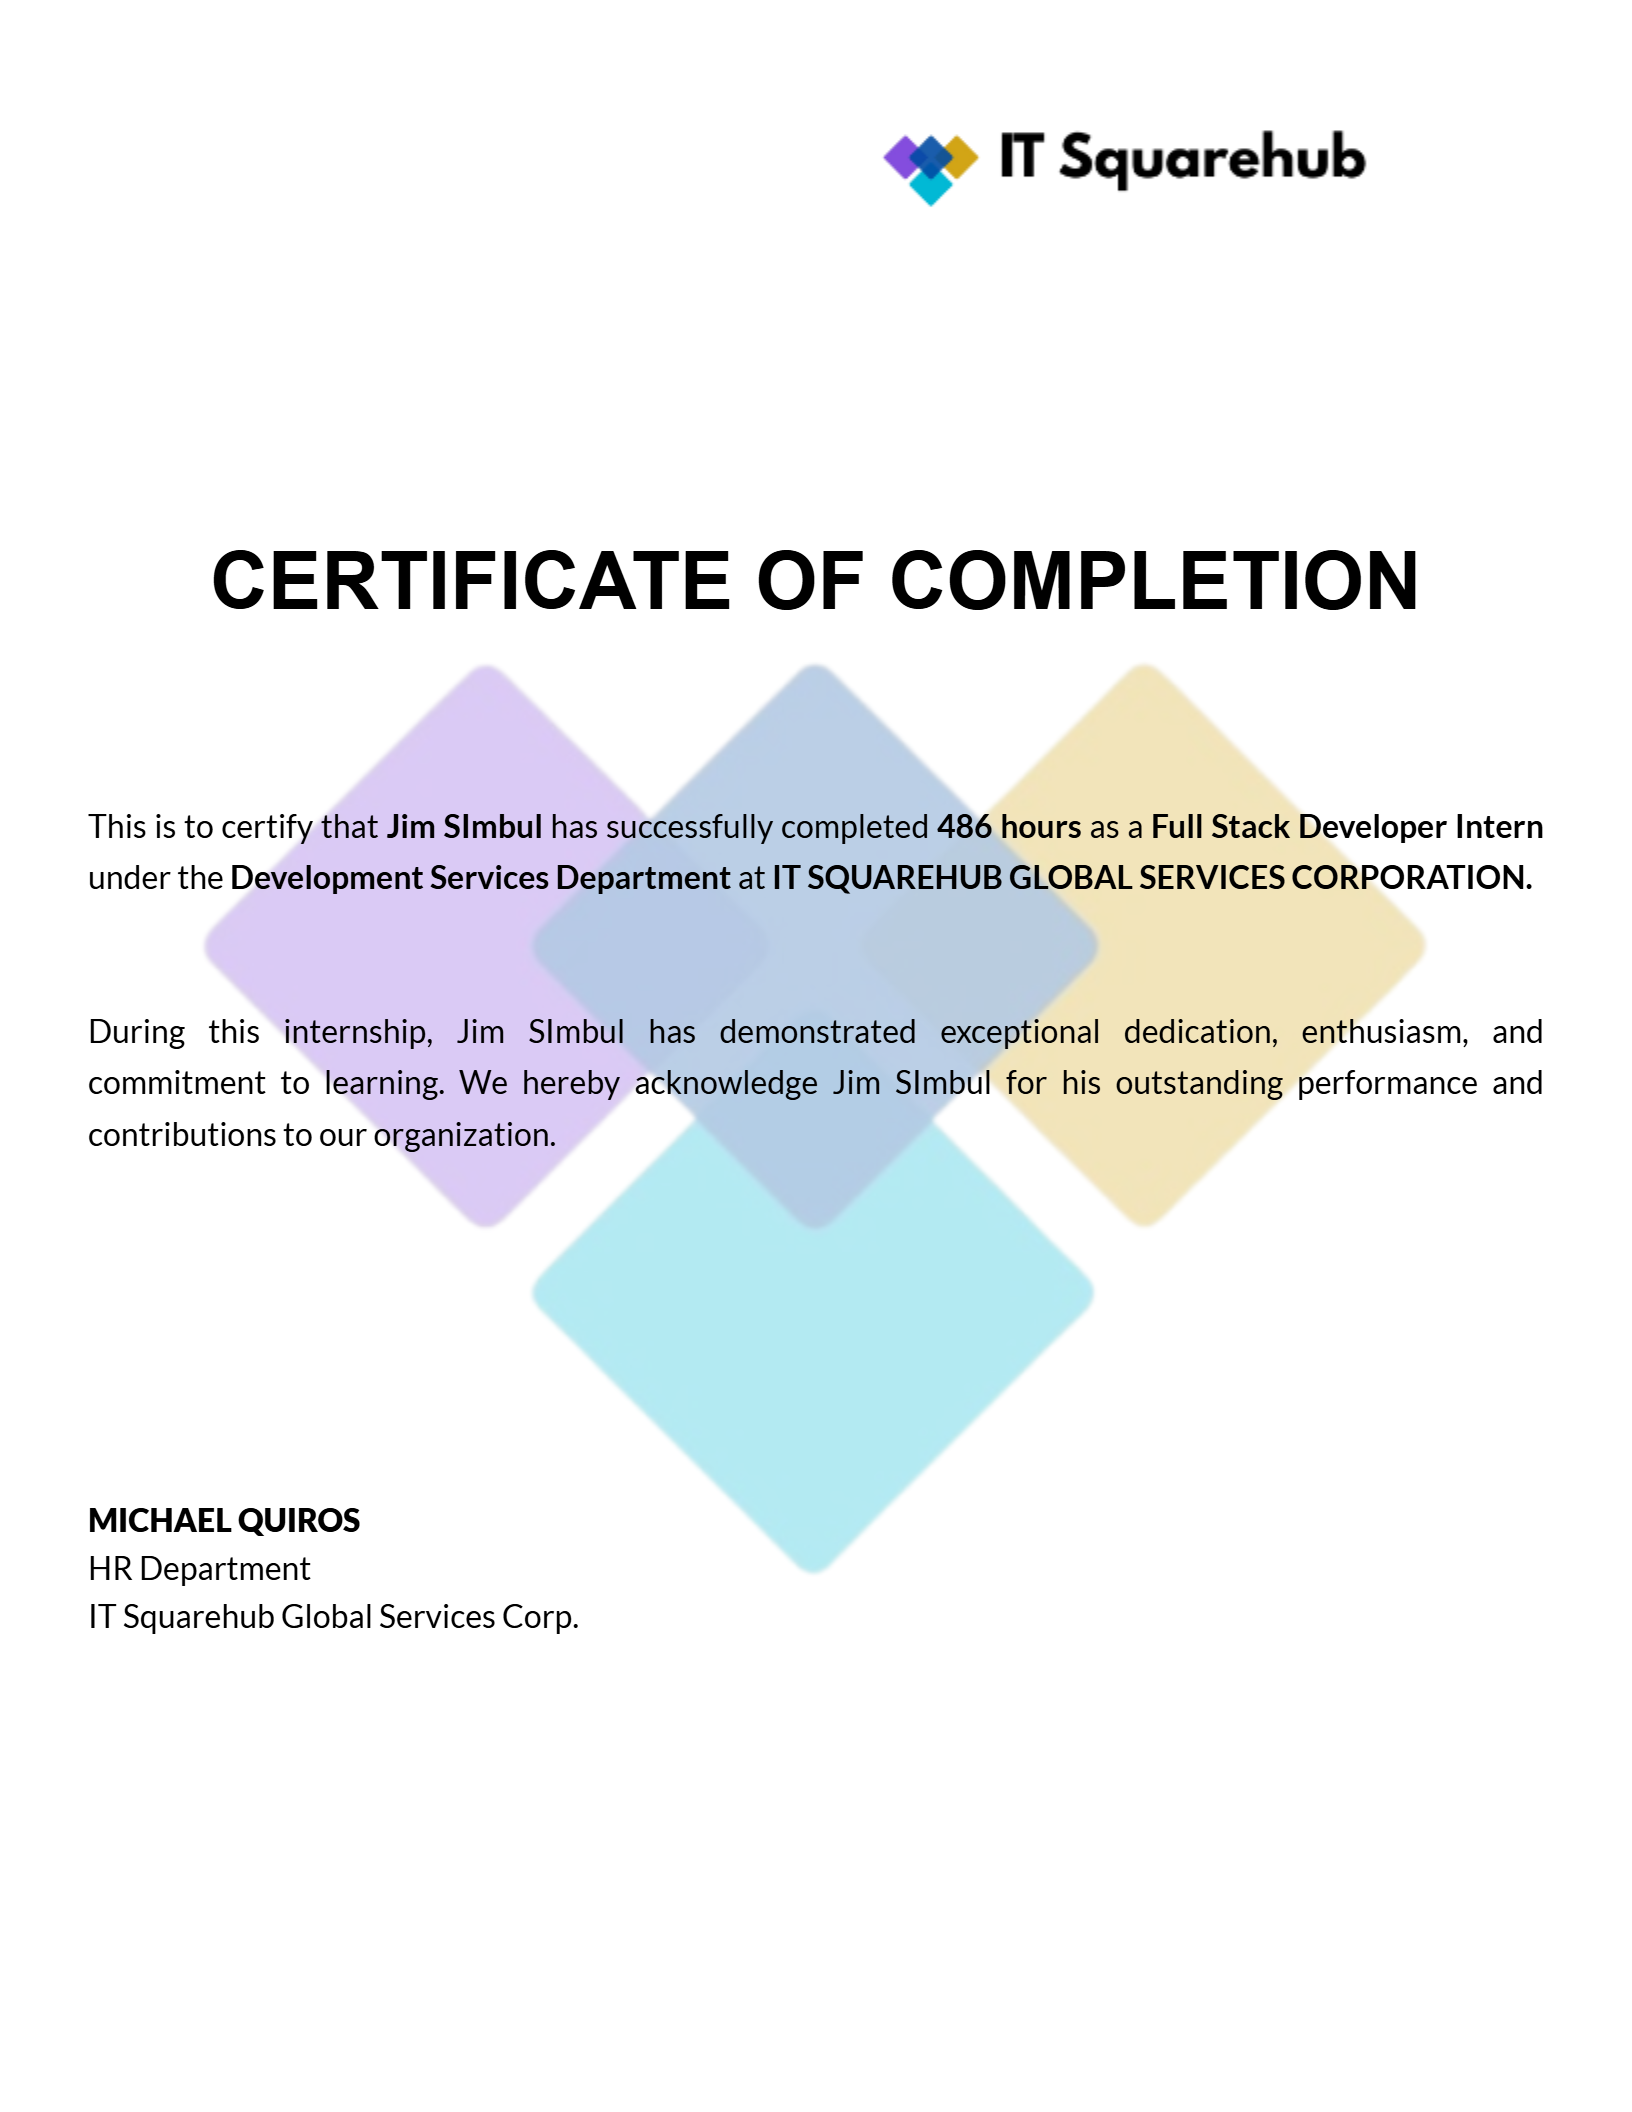 IT Squarehub
CERTIFICATE OF COMPLETION
This is to certify that Jim SImbul has successfully completed 486 hours as a Full Stack Developer Intern
under the Development Services Department at IT SQUAREHUB GLOBAL SERVICES CORPORATION.
During this internship, Jim SImbul has demonstrated exceptional dedication, enthusiasm, and
commitment to learning. We hereby acknowledge Jim SImbul for his outstanding performance and
contributions to our organization.
MICHAEL QUIROS
HR Department
IT Squarehub Global Services Corp.